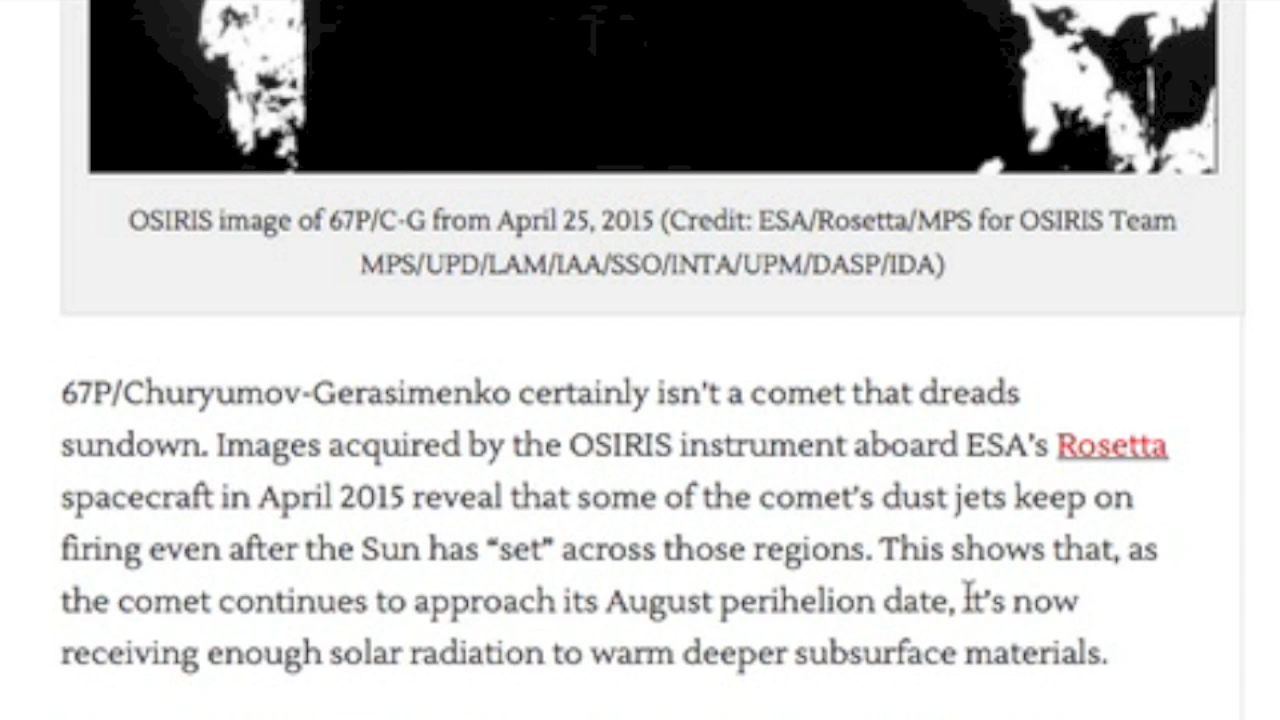 OSIRIS image of 67P/C-G from April 25, 2015 (Credit: ESA/Rosetta/MPS for OSIRIS Team
MPS/UPD/LAM/IAA/SSO/INTA/UPM/DASP/IDA)
67P/Churyumov-Gerasimenko certainly isn't a comet that dreads
sundown. Images acquired by the OSIRIS instrument aboard ESA's Rosetta
spacecraft in April 2015 reveal that some of the comet's dust jets keep on
firing even after the Sun has “set” across those regions. This shows that, as
the comet continues to approach its August perihelion date, it's now
receiving enough solar radiation to warm deeper subsurface materials.